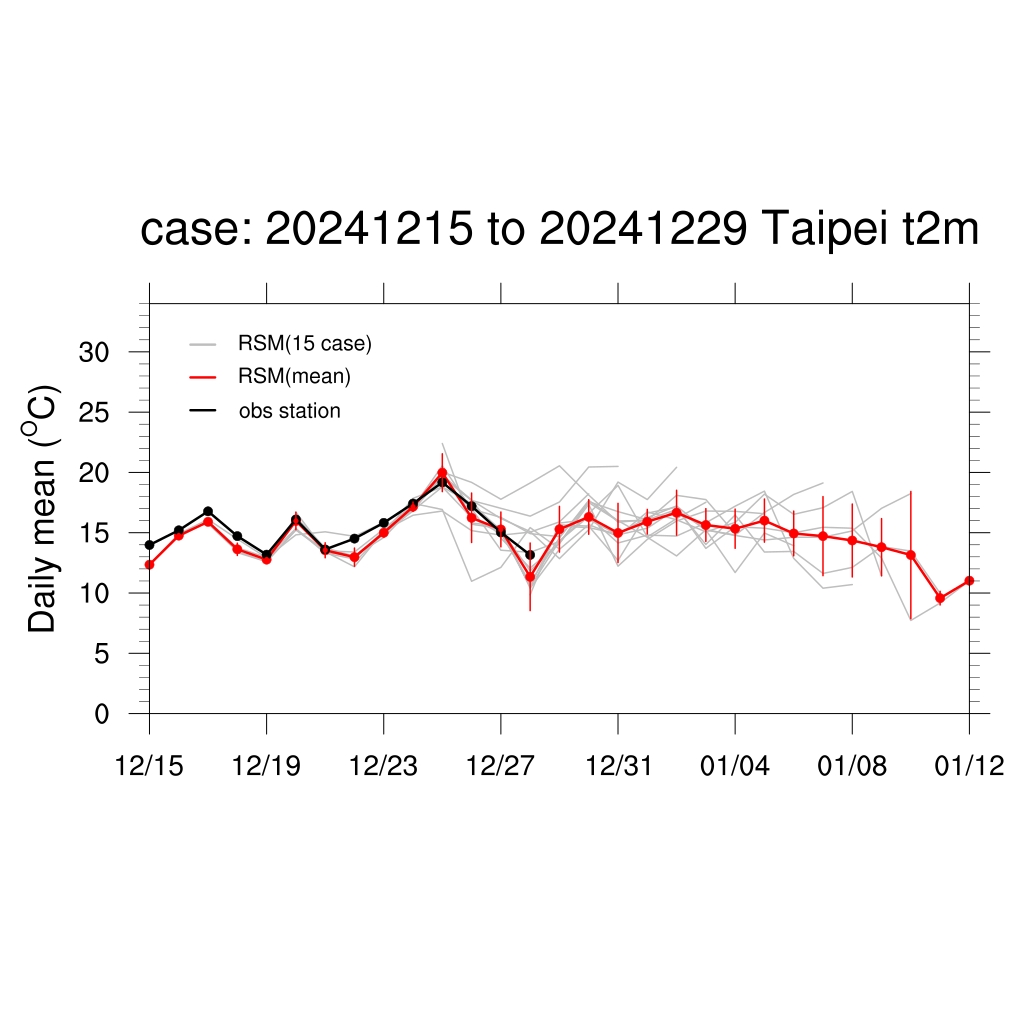 case: 20241215 to 20241229 Taipei t2m
RSM(15 case)
RSM(mean)
obs station
Daily mean (°C)
30
25
20
15
10
5
0
12/15 12/19 12/23 12/27 12/31 01/04 01/08 01/12